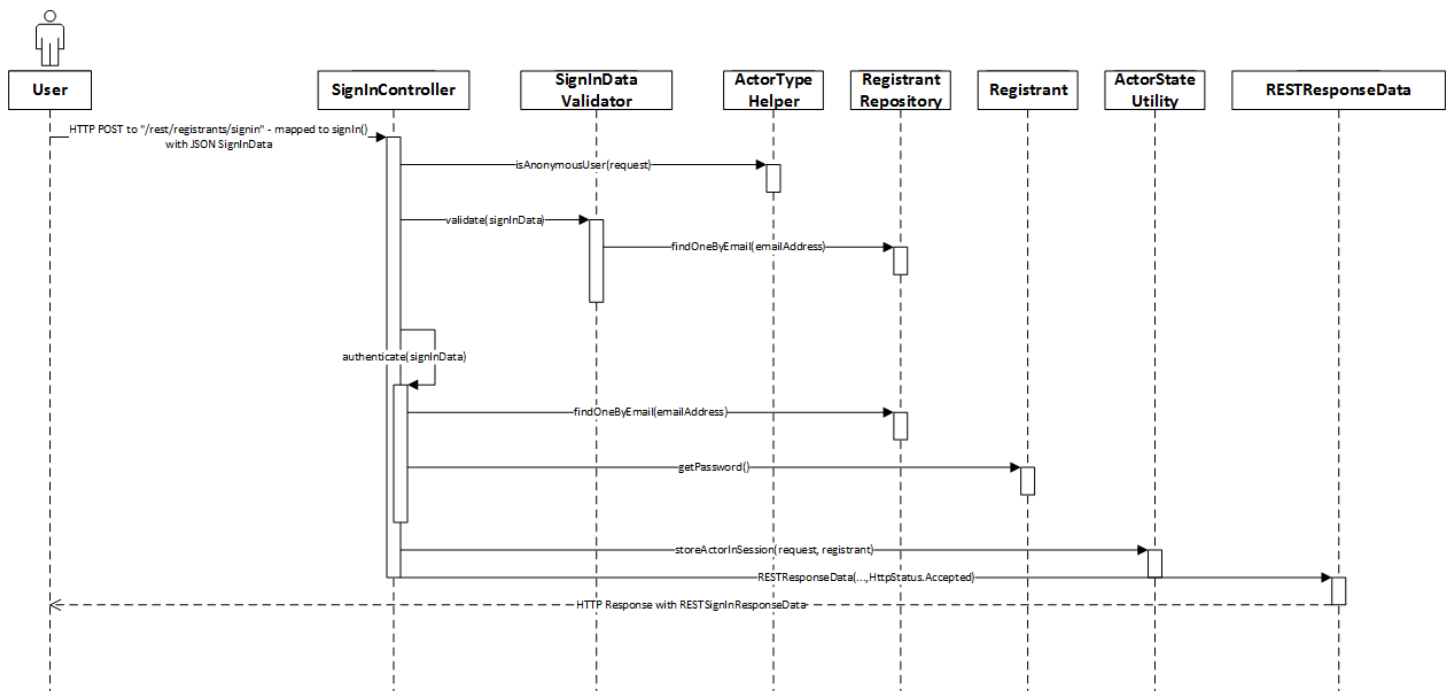 User
SignInController
SignInData
Validator
ActorType
Helper
Registrant
Repository
Registrant
ActorState
Utility
RESTResponseData
HTTP POST to "/rest/registrants/signin" - mapped to signIn()
with JSON SignInData
isAnonymousUser(request)
validate(signInData)
findOneByEmail(emailAddress)
authenticate(signInData)
findOneByEmail(emailAddress)
getPassword()
storeActorInSession(request, registrant)
RESTResponseData(...,HttpStatus.Accepted)
HTTP Response with RESTSignInResponseData